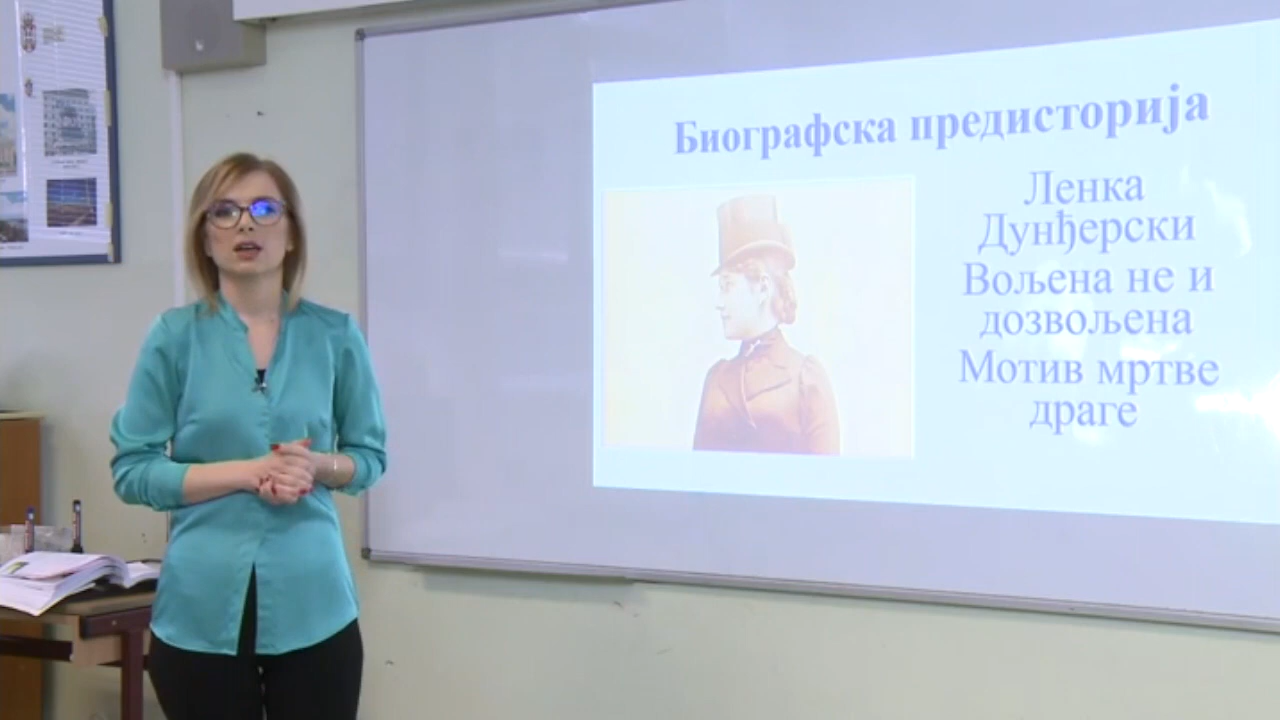 Биографска предисторија
Ленка
Дунђерски
Вољена не и
дозвољена
Мотив мртве
драге